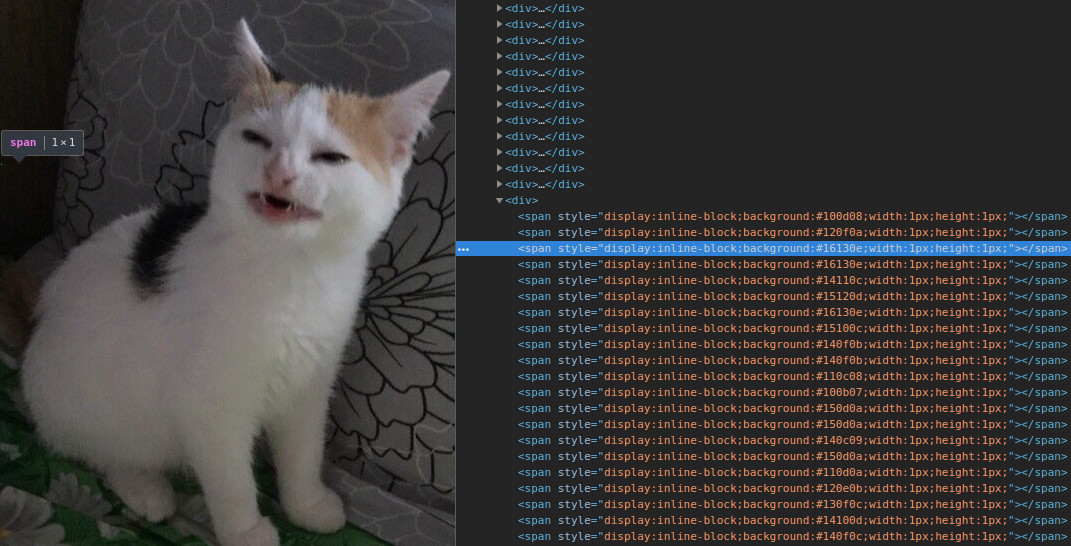 <div>…</div>
<div>…</div>
<div>…</div>
<div>…</div>
<div>…</div>
<div>…</div>
<div>…</div>
<div>…</div>
<div>…</div>
<div>…</div>
<div>…</div>
<div>…</div>
<div>
span 1×1
<span style="display:inline-block;background:#100d08;width:1px;height:1px;"></span>
<span style="display:inline-block;background:#120f0a;width:1px;height:1px;"></span>
<span style="display:inline-block;background:#16130e;width:1px;height:1px;"></span>
<span style="display:inline-block;background:#16130e;width:1px;height:1px;"></span>
<span style="display:inline-block;background:#14110c;width:1px;height:1px;"></span>
<span style="display:inline-block;background:#15120d;width:1px;height:1px;"></span>
<span style="display:inline-block;background:#16130e;width:1px;height:1px;"></span>
<span style="display:inline-block;background:#15100c;width:1px;height:1px;"></span>
<span style="display:inline-block;background:#140f0b;width:1px;height:1px;"></span>
<span style="display:inline-block;background:#140f0b;width:1px;height:1px;"></span>
<span style="display:inline-block;background:#110c08;width:1px;height:1px;"></span>
<span style="display:inline-block;background:#100b07;width:1px;height:1px;"></span>
<span style="display:inline-block;background:#150d0a;width:1px;height:1px;"></span>
<span style="display:inline-block;background:#150d0a;width:1px;height:1px;"></span>
<span style="display:inline-block;background:#140c09;width:1px;height:1px;"></span>
<span style="display:inline-block;background:#150d0a;width:1px;height:1px;"></span>
<span style="display:inline-block;background:#110d0a;width:1px;height:1px;"></span>
<span style="display:inline-block;background:#120e0b;width:1px;height:1px;"></span>
<span style="display:inline-block;background:#130f0c;width:1px;height:1px;"></span>
<span style="display:inline-block;background:#14100d;width:1px;height:1px;"></span>
<span style="display:inline-block;background:#140f0c;width:1px;height:1px;"></span>